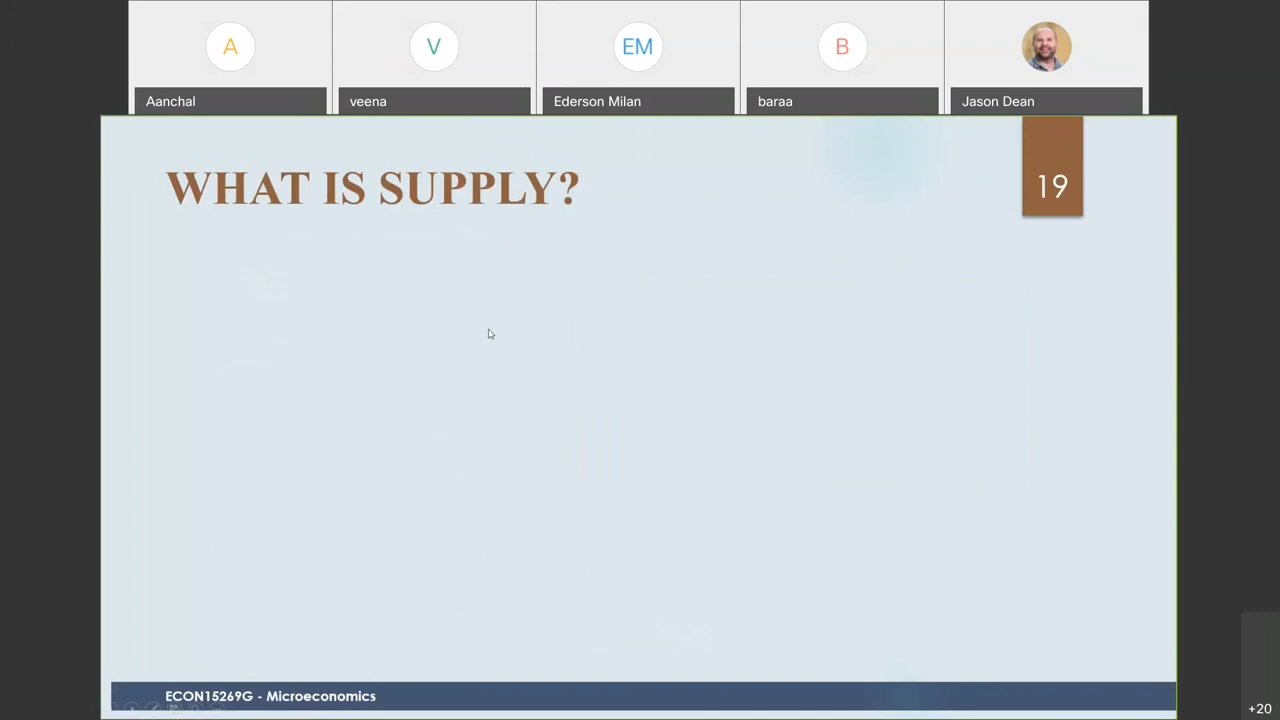 A
V
EM
B
Aanchal
veena
Ederson Milan
baraa
Jason Dean
WHAT IS SUPPLY?
19
ECON15269G - Microeconomics
+20